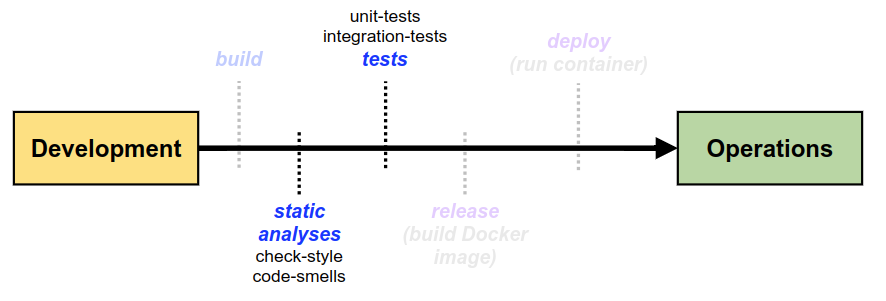 unit-tests
integration-tests
tests
build
deploy
(run container)
Development
Operations
static
analyses
check-style
code-smells
release
(build Docker
image)